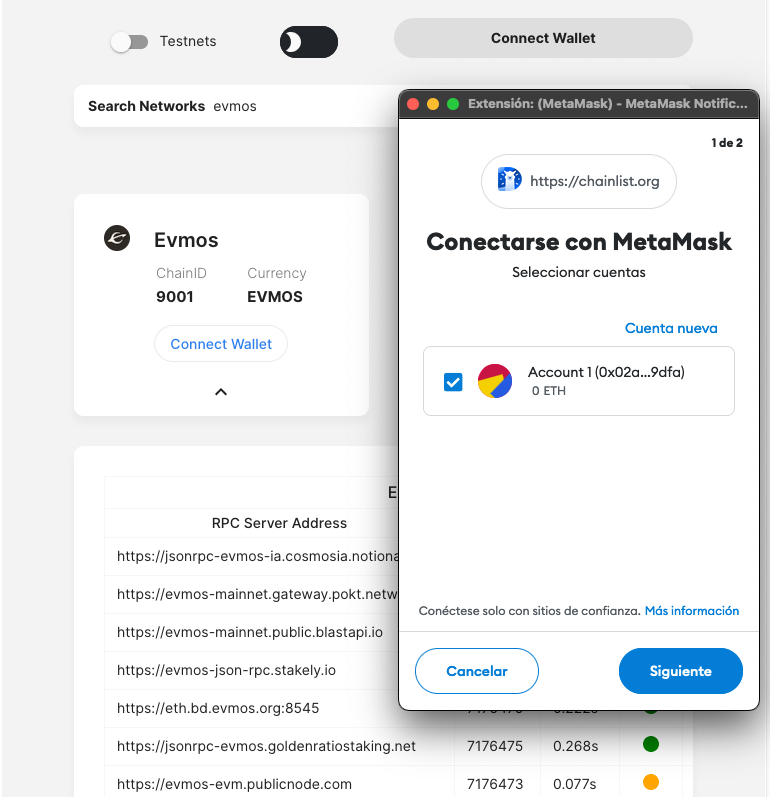 Testnets
Connect Wallet
Search Networks evmos
Evmos
ChainID Currency
9001 EVMOS
Connect Wallet
E
RPC Server Address
https://jsonrpc-evmos-ia.cosmosia.notiona
https://evmos-mainnet.gateway.pokt.netw
https://evmos-mainnet.public.blastapi.io
https://evmos-json-rpc.stakely.io
https://eth.bd.evmos.org:8545
https://jsonrpc-evmos.goldenratiostaking.net 7176475 0.268s
https://evmos-evm.publicnode.com 7176473 0.077s
Extensión: (MetaMask) - MetaMask Notific...
1 de 2
https://chainlist.org
Conectarse con MetaMask
Seleccionar cuentas
Cuenta nueva
Account 1 (0x02a...9dfa)
0 ETH
Conéctese solo con sitios de confianza. Más información
Cancelar Siguiente